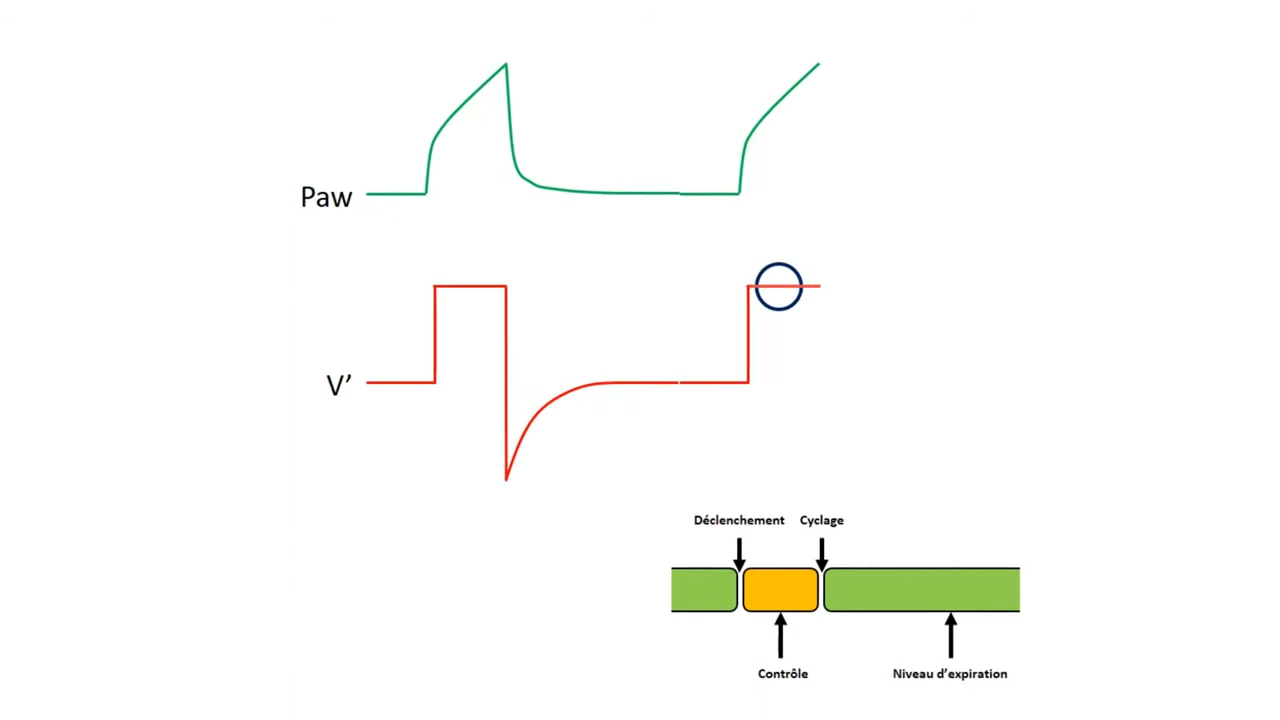 Paw
V’
Déclenchement
Cyclage
Contrôle
Niveau d’expiration